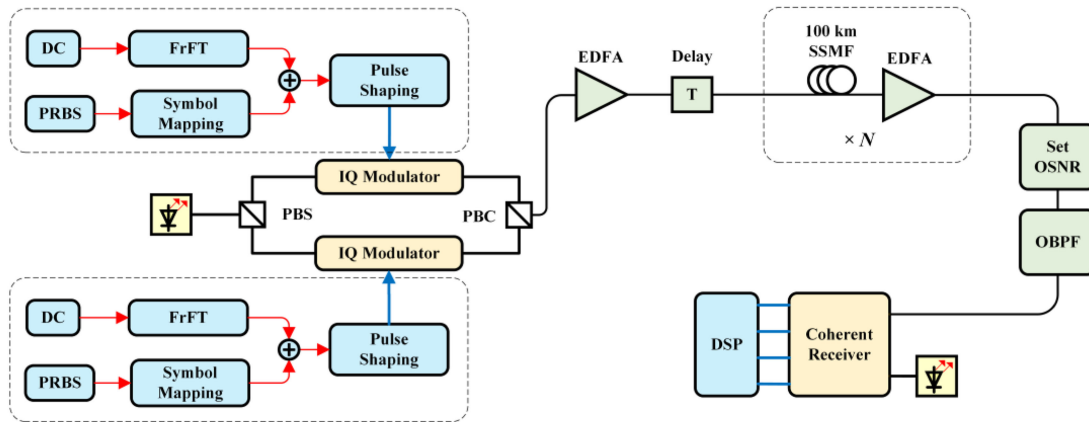 DC
FrFT
Pulse
Shaping
PRBS
Symbol
Mapping
IQ Modulator
PBS
PBC
IQ Modulator
DC
FrFT
Pulse
Shaping
PRBS
Symbol
Mapping
EDFA
Delay
T
100 km
SSMF
EDFA
× N
Set
OSNR
OBPF
Coherent
Receiver
DSP